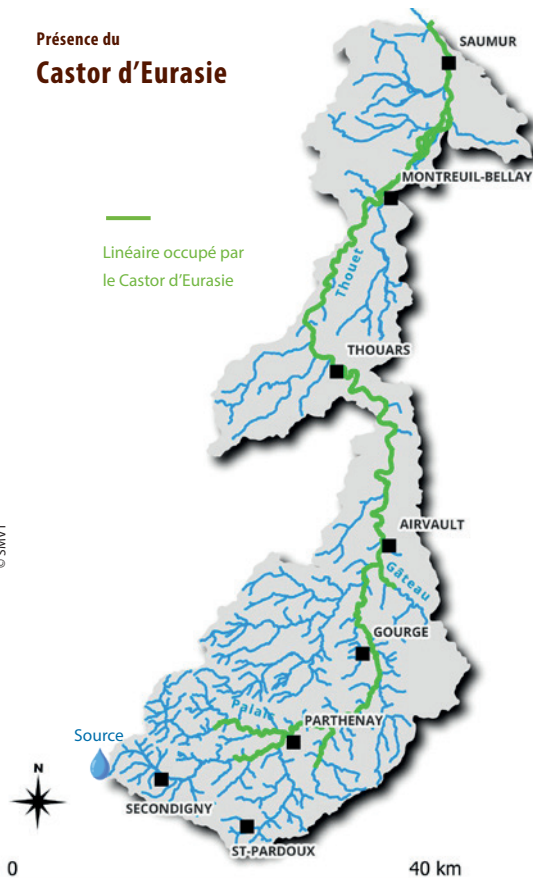 Présence du
Castor d'Eurasie
Linéaire occupé par
le Castor d'Eurasie
SAUMUR
MONTREUIL-BELLAY
Thouet
THOUARS
AIRVAULT
Gâteau
GOURGE
Palais
PARTHENAY
Source
SECONDIGNY
ST-PARDOUX
N
0 40 km
© SMVT